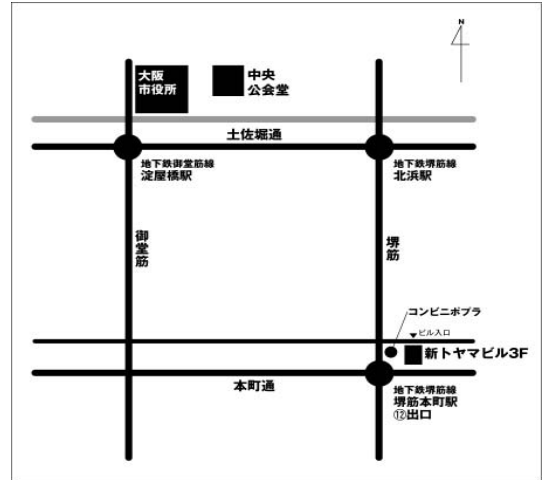 N
大阪
市役所
中央
公会堂
土佐堀通
地下鉄御堂筋線
淀屋橋駅
地下鉄堺筋線
北浜駅
御堂筋
堺筋
コンビニポプラ
ビル入口
新トヤマビル3F
本町通
地下鉄堺筋線
堺筋本町駅
⑫出口